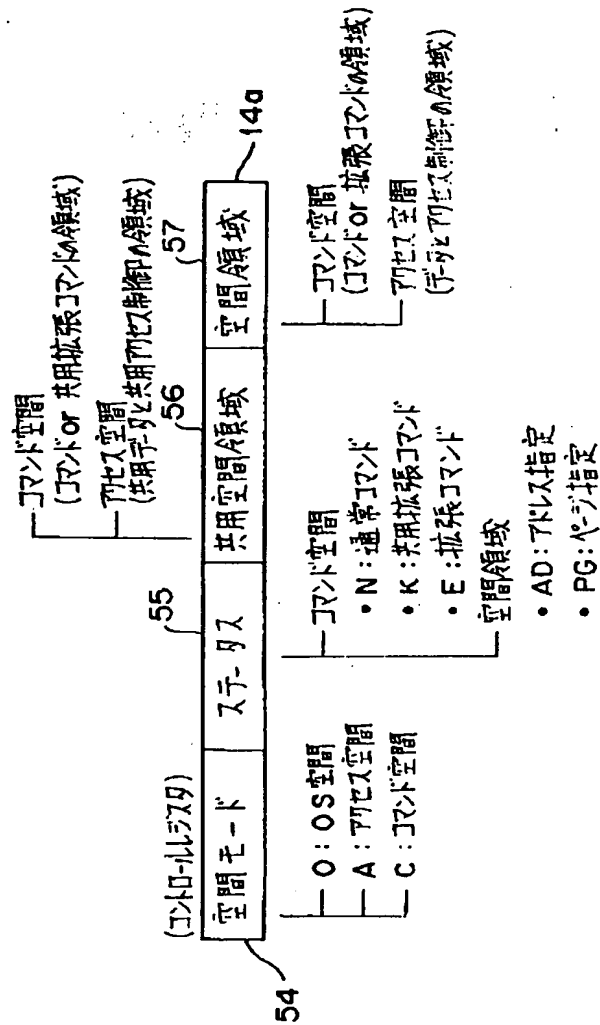 (コントロールレジスタ)
54
空間モード
ステータス
共用空間領域
空間領域
55
56
57
14a
O:OS空間
A:アクセス空間
C:コマンド空間
コマンド空間
• N:通常コマンド
• K:共用拡張コマンド
• E:拡張コマンド
空間領域
• AD:アドレス指定
• PG:ページ指定
コマンド空間
(コマンド or 共用拡張コマンドの領域)
アクセス空間
(共用データと共用アクセス制御の領域)
コマンド空間
(コマンド or 拡張コマンドの領域)
アクセス空間
(データとアクセス制御の領域)